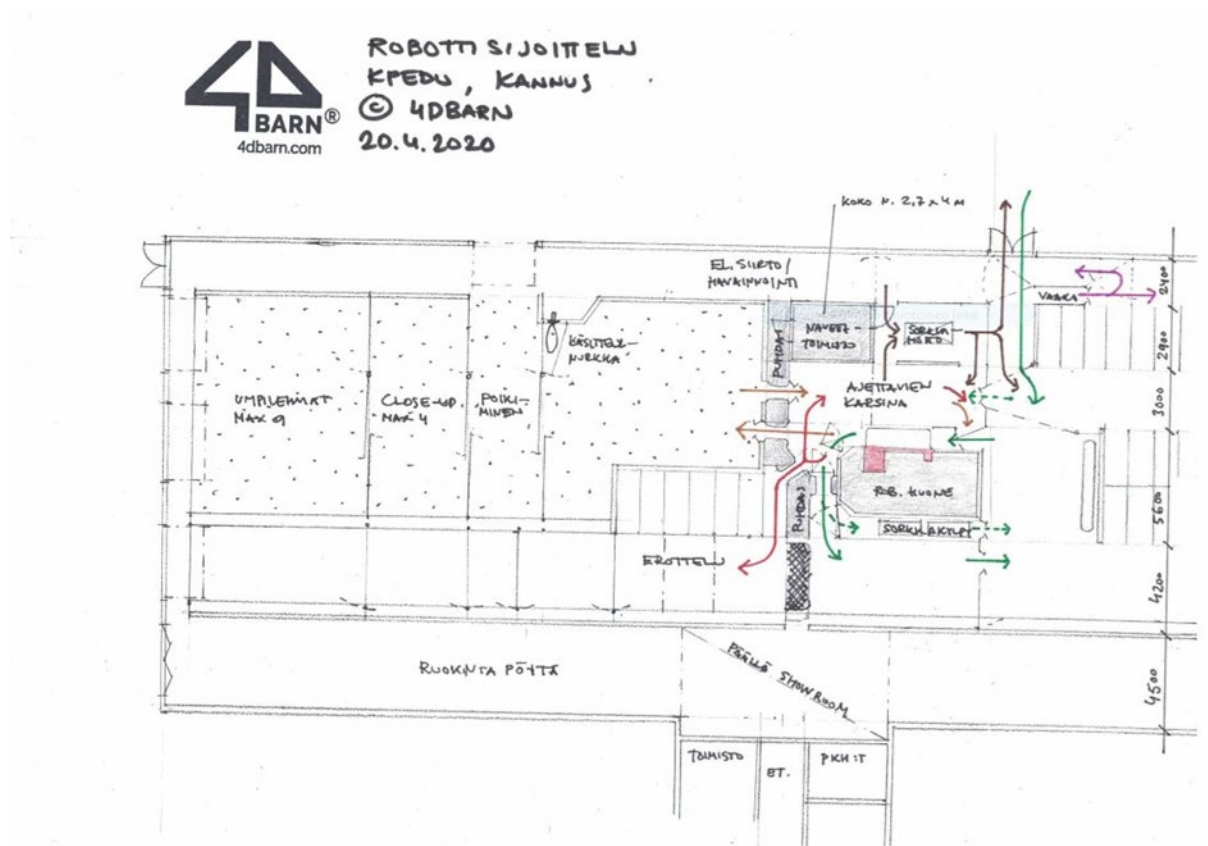 4D
BARN®
4dbarn.com
ROBOTTI SIJOITTELU
KPEDU, KANNUS
© 4DBARN
20.4.2020
KOKO N. 2,7 x 4 M
EL. SIIRTO /
HAVAINNOINTI
VAAKA
2400
PUHDAS
NAVETTA-
TOIMISTO
SORKKA-
HOITO
2900
KÄSITTELY-
NURKKA
UMPILEHMÄT
MAX 9
CLOSE-UP
MAX 4
POIKI-
MINEN
AJETTAVIEN
KARSINA
3000
ROB. HUONE
PUHDAS
5600
EROTTELU
4200
RUOKINTA PÖYTÄ
PÄÄLLÄ SHOWROOM
4500
TOIMISTO
ET.
PKH:T